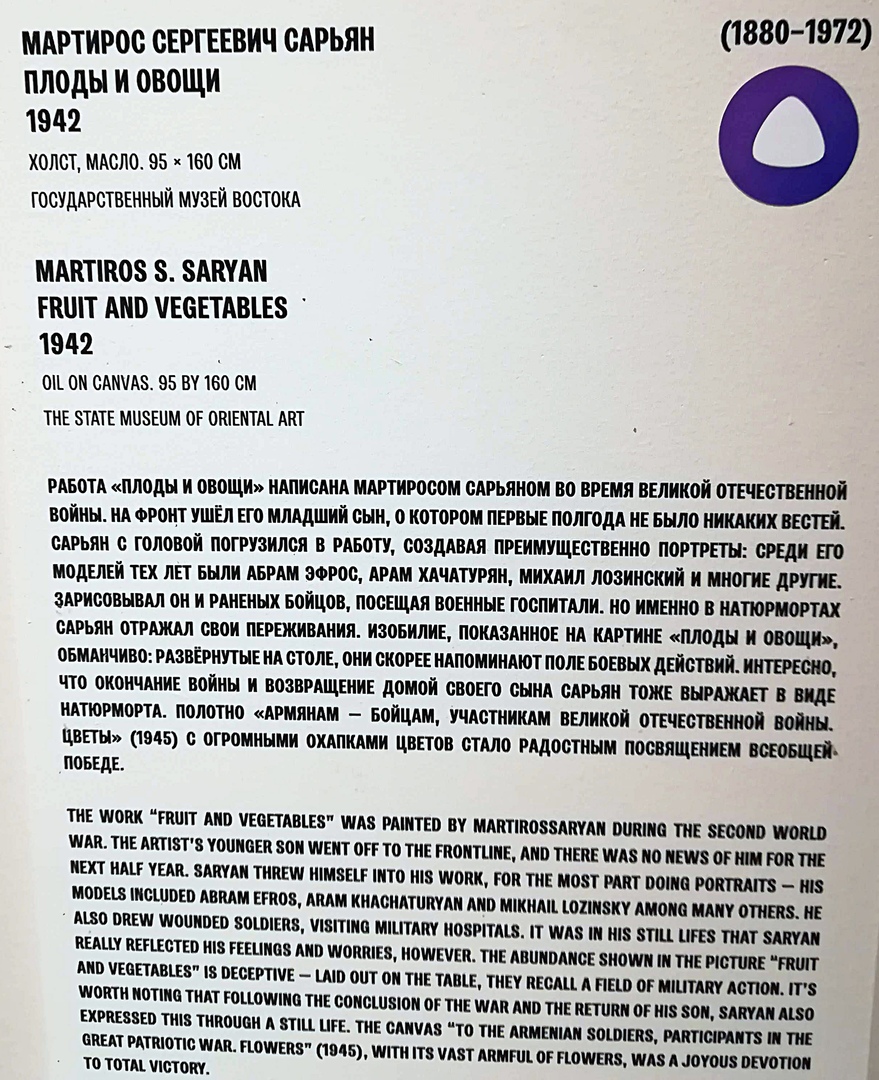 МАРТИРОС СЕРГЕЕВИЧ САРЬЯН
(1880–1972)
ПЛОДЫ И ОВОЩИ
1942
ХОЛСТ, МАСЛО. 95 × 160 СМ
ГОСУДАРСТВЕННЫЙ МУЗЕЙ ВОСТОКА
MARTIROS S. SARYAN
FRUIT AND VEGETABLES
1942
OIL ON CANVAS. 95 BY 160 CM
THE STATE MUSEUM OF ORIENTAL ART
РАБОТА «ПЛОДЫ И ОВОЩИ» НАПИСАНА МАРТИРОСОМ САРЬЯНОМ ВО ВРЕМЯ ВЕЛИКОЙ ОТЕЧЕСТВЕННОЙ
ВОЙНЫ. НА ФРОНТ УШЁЛ ЕГО МЛАДШИЙ СЫН, О КОТОРОМ ПЕРВЫЕ ПОЛГОДА НЕ БЫЛО НИКАКИХ ВЕСТЕЙ.
САРЬЯН С ГОЛОВОЙ ПОГРУЗИЛСЯ В РАБОТУ, СОЗДАВАЯ ПРЕИМУЩЕСТВЕННО ПОРТРЕТЫ: СРЕДИ ЕГО
МОДЕЛЕЙ ТЕХ ЛЕТ БЫЛИ АБРАМ ЭФРОС, АРАМ ХАЧАТУРЯН, МИХАИЛ ЛОЗИНСКИЙ И МНОГИЕ ДРУГИЕ.
ЗАРИСОВЫВАЛ ОН И РАНЕНЫХ БОЙЦОВ, ПОСЕЩАЯ ВОЕННЫЕ ГОСПИТАЛИ. НО ИМЕННО В НАТЮРМОРТАХ
САРЬЯН ОТРАЖАЛ СВОИ ПЕРЕЖИВАНИЯ. ИЗОБИЛИЕ, ПОКАЗАННОЕ НА КАРТИНЕ «ПЛОДЫ И ОВОЩИ»,
ОБМАНЧИВО: РАЗВЁРНУТЫЕ НА СТОЛЕ, ОНИ СКОРЕЕ НАПОМИНАЮТ ПОЛЕ БОЕВЫХ ДЕЙСТВИЙ. ИНТЕРЕСНО,
ЧТО ОКОНЧАНИЕ ВОЙНЫ И ВОЗВРАЩЕНИЕ ДОМОЙ СВОЕГО СЫНА САРЬЯН ТОЖЕ ВЫРАЖАЕТ В ВИДЕ
НАТЮРМОРТА. ПОЛОТНО «АРМЯНАМ – БОЙЦАМ, УЧАСТНИКАМ ВЕЛИКОЙ ОТЕЧЕСТВЕННОЙ ВОЙНЫ.
ЦВЕТЫ» (1945) С ОГРОМНЫМИ ОХАПКАМИ ЦВЕТОВ СТАЛО РАДОСТНЫМ ПОСВЯЩЕНИЕМ ВСЕОБЩЕЙ
ПОБЕДЕ.
THE WORK “FRUIT AND VEGETABLES” WAS PAINTED BY MARTIROSSARYAN DURING THE SECOND WORLD
WAR. THE ARTIST’S YOUNGER SON WENT OFF TO THE FRONTLINE, AND THERE WAS NO NEWS OF HIM FOR THE
NEXT HALF YEAR. SARYAN THREW HIMSELF INTO HIS WORK, FOR THE MOST PART DOING PORTRAITS – HIS
MODELS INCLUDED ABRAM EFROS, ARAM KHACHATURYAN AND MIKHAIL LOZINSKY AMONG MANY OTHERS. HE
ALSO DREW WOUNDED SOLDIERS, VISITING MILITARY HOSPITALS. IT WAS IN HIS STILL LIFES THAT SARYAN
REALLY REFLECTED HIS FEELINGS AND WORRIES, HOWEVER. THE ABUNDANCE SHOWN IN THE PICTURE “FRUIT
AND VEGETABLES” IS DECEPTIVE – LAID OUT ON THE TABLE, THEY RECALL A FIELD OF MILITARY ACTION. IT’S
WORTH NOTING THAT FOLLOWING THE CONCLUSION OF THE WAR AND THE RETURN OF HIS SON, SARYAN ALSO
EXPRESSED THIS THROUGH A STILL LIFE. THE CANVAS “TO THE ARMENIAN SOLDIERS, PARTICIPANTS IN THE
GREAT PATRIOTIC WAR. FLOWERS” (1945), WITH ITS VAST ARMFUL OF FLOWERS, WAS A JOYOUS DEVOTION
TO TOTAL VICTORY.